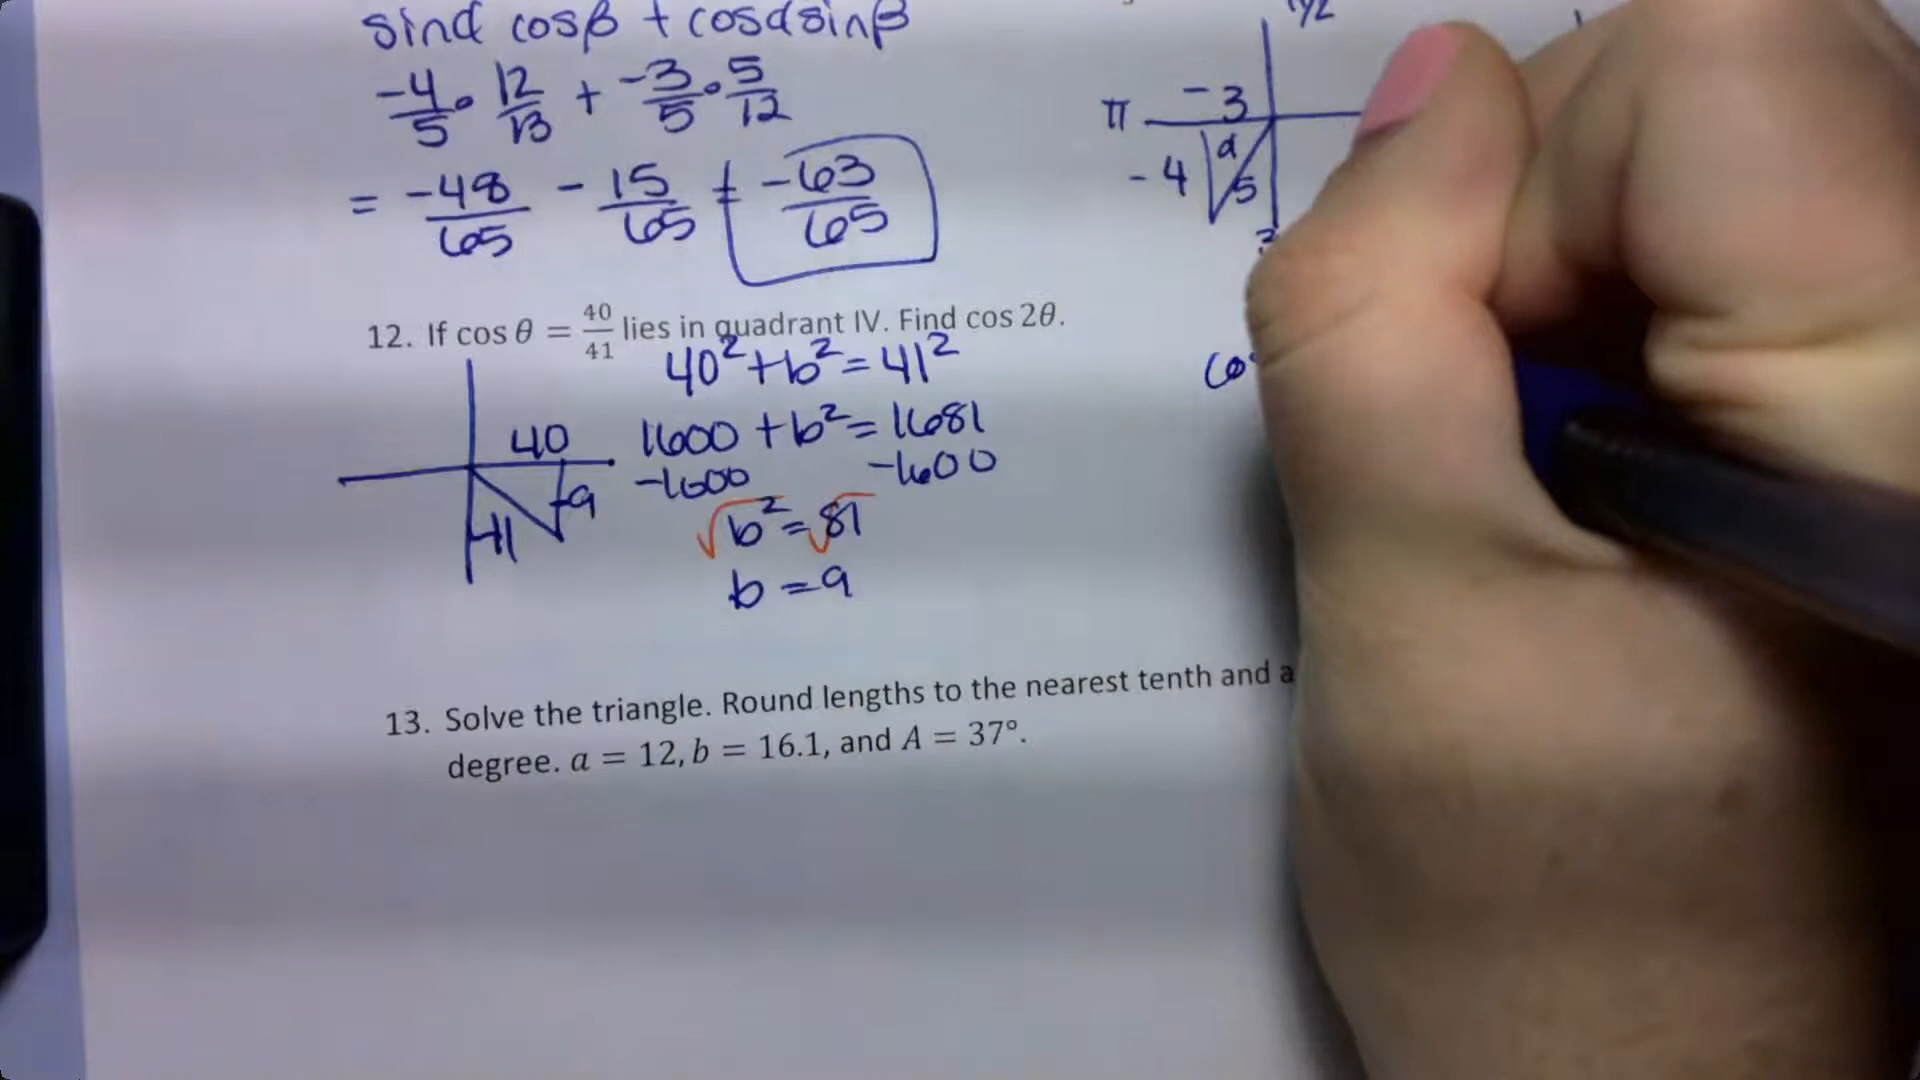 sinα cosβ + cosαsinβ
-4/5 • 12/13 + -3/5 • 5/12
= -48/65 - 15/65 = -63/65
π -3
-4 α 5
12. If cos θ = 40/41 lies in quadrant IV. Find cos 2θ.
40² + b² = 41²
40 1600 + b² = 1681
-1600 -1600
41 -9 √b² = √81
b = 9
13. Solve the triangle. Round lengths to the nearest tenth and
degree. a = 12, b = 16.1, and A = 37°.